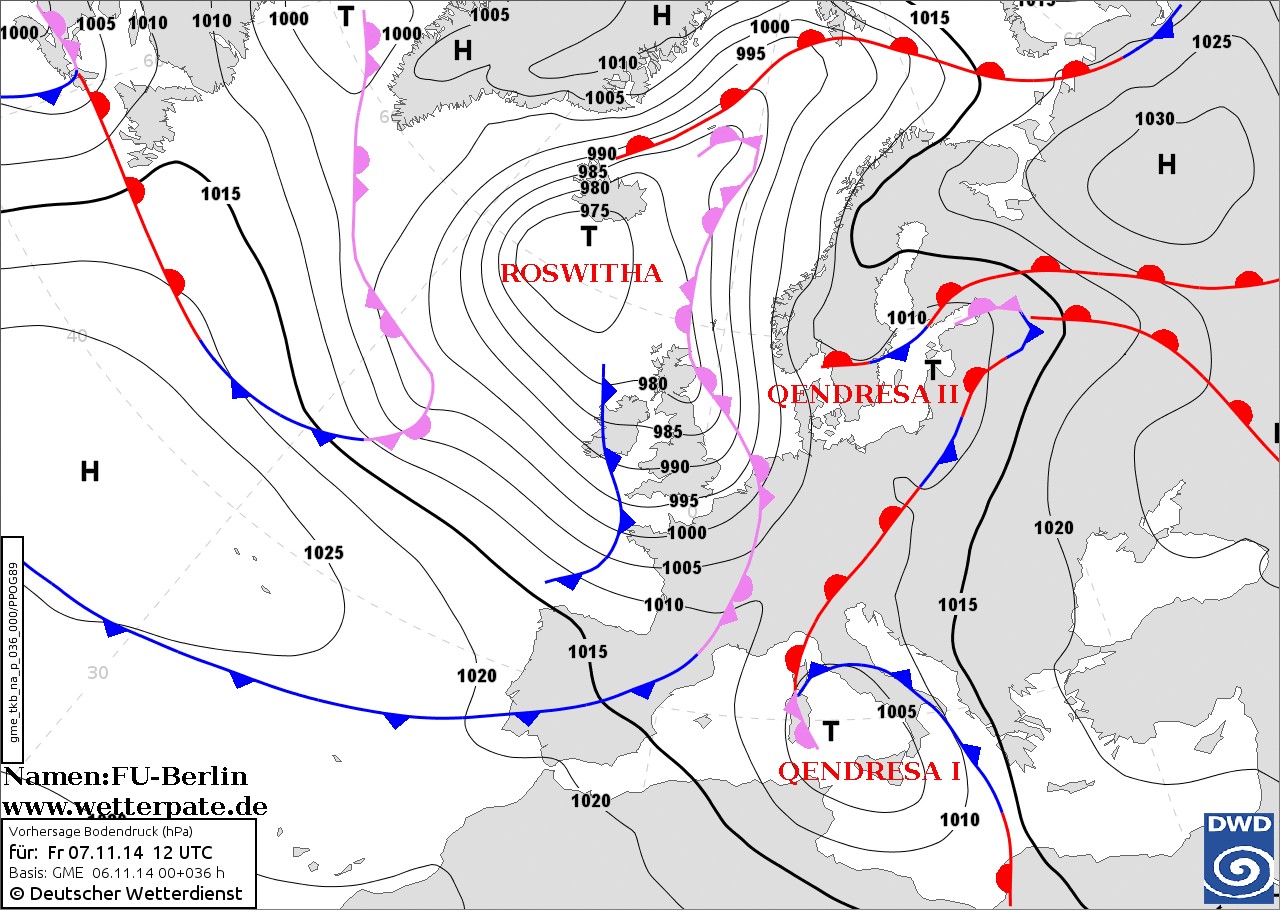 1000
1005
1010
1010
1000
T
1000
1005
H
H
1010
1005
1000
995
1015
1025
1030
H
990
985
980
975
T
ROSWITHA
1015
40
H
1025
30
980
985
990
995
1000
1005
1010
1015
1020
0
1010
T
QENDRESA II
1020
1015
1005
T
QENDRESA I
1010
1020
gme_tkb_na_p_036_000/PPOG89
Namen:FU-Berlin
www.wetterpate.de
Vorhersage Bodendruck (hPa)
für: Fr 07.11.14 12 UTC
Basis: GME 06.11.14 00+036 h
© Deutscher Wetterdienst
DWD